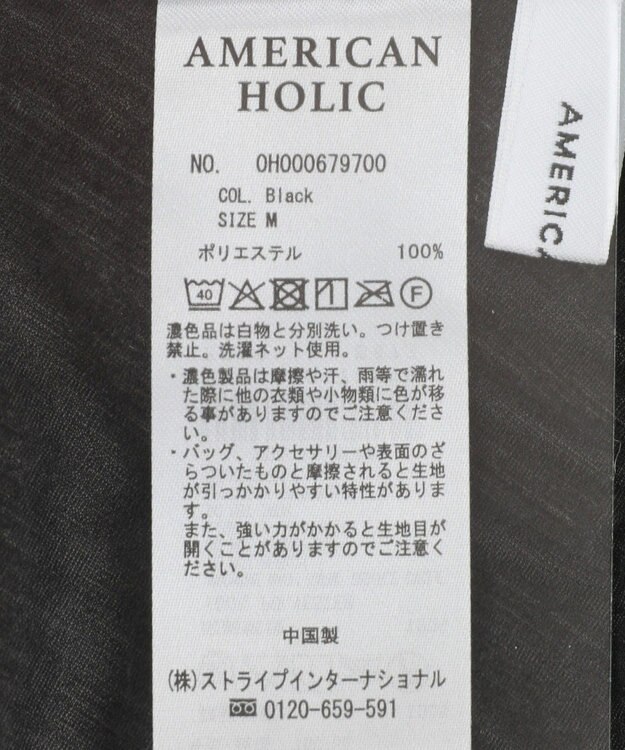 AMERICAN
HOLIC
NO. OH000679700
COL. Black
SIZE M
ポリエステル 100%
40 F
濃色品は白物と分別洗い。つけ置き
禁止。洗濯ネット使用。
・濃色製品は摩擦や汗、雨等で濡れ
た際に他の衣類や小物類に色が移
る事がありますのでご注意くださ
い。
・バッグ、アクセサリーや表面のざ
らついたものと摩擦されると生地
が引っかかりやすい特性がありま
す。
また、強い力がかかると生地目が
開くことがありますのでご注意く
ださい。
中国製
(株)ストライプインターナショナル
0120-659-591
AMERICA